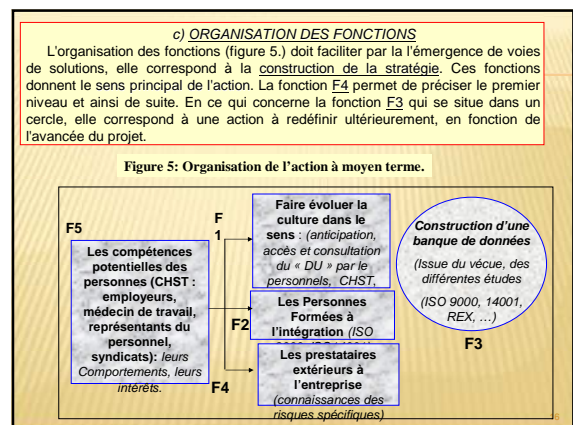 c) ORGANISATION DES FONCTIONS
L'organisation des fonctions (figure 5.) doit faciliter par la l'émergence de voies
de solutions, elle correspond à la construction de la stratégie. Ces fonctions
donnent le sens principal de l'action. La fonction F4 permet de préciser le premier
niveau et ainsi de suite. En ce qui concerne la fonction F3 qui se situe dans un
cercle, elle correspond à une action à redéfinir ultérieurement, en fonction de
l'avancée du projet.
Figure 5: Organisation de l'action à moyen terme.
F5
Les compétences
potentielles des
personnes (CHST :
employeurs,
médecin de travail,
représentants du
personnel,
syndicats): leurs
Comportements, leurs
intérêts.
F
1
F2
F4
Faire évoluer la
culture dans le
sens : (anticipation,
accès et consultation
du « DU » par le
personnels, CHST,
Les Personnes
Formées à
l'intégration (ISO
Les prestataires
extérieurs à
l'entreprise
(connaissances des
risques spécifiques)
Construction d'une
banque de données
(Issue du vécue, des
différentes études
(ISO 9000, 14001,
REX, …)
F3